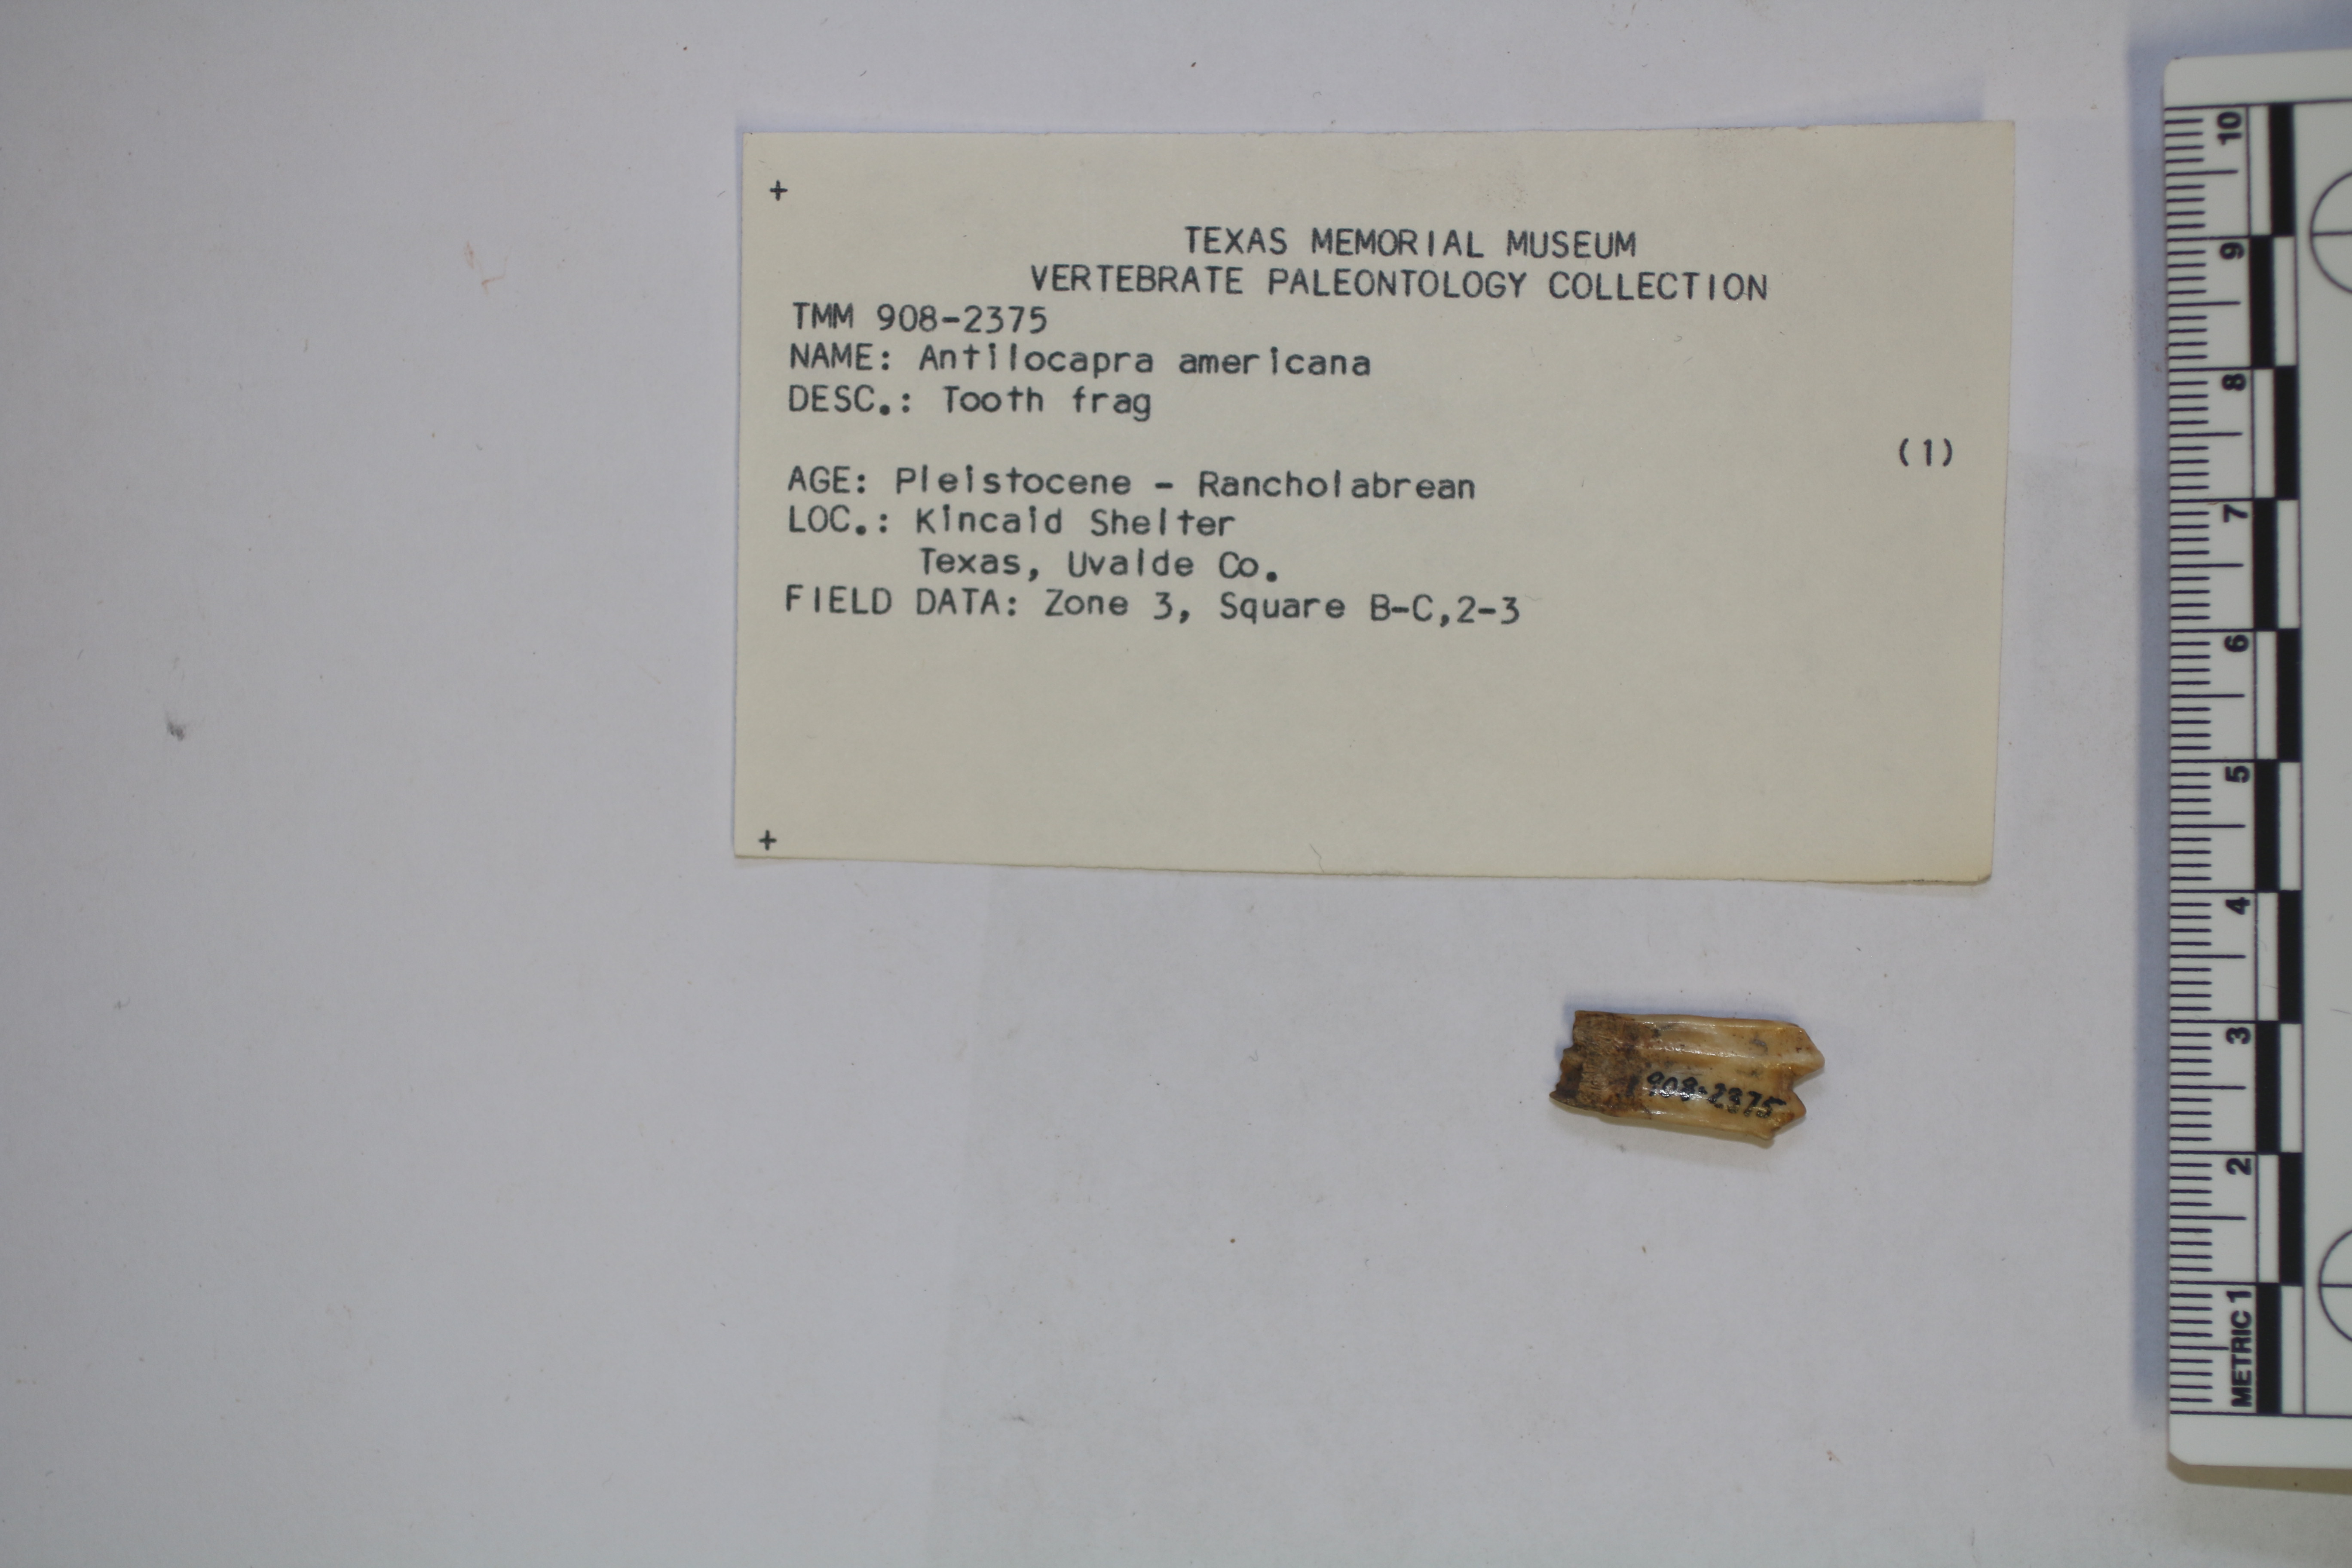 +
TEXAS MEMORIAL MUSEUM
VERTEBRATE PALEONTOLOGY COLLECTION
TMM 908-2375
NAME: Antilocapra americana
DESC.: Tooth frag
(1)
AGE: Pleistocene - Rancholabrean
LOC.: Kincaid Shelter
Texas, Uvalde Co.
FIELD DATA: Zone 3, Square B-C,2-3
+
908-2375
10
9
8
7
6
5
4
3
2
METRIC 1